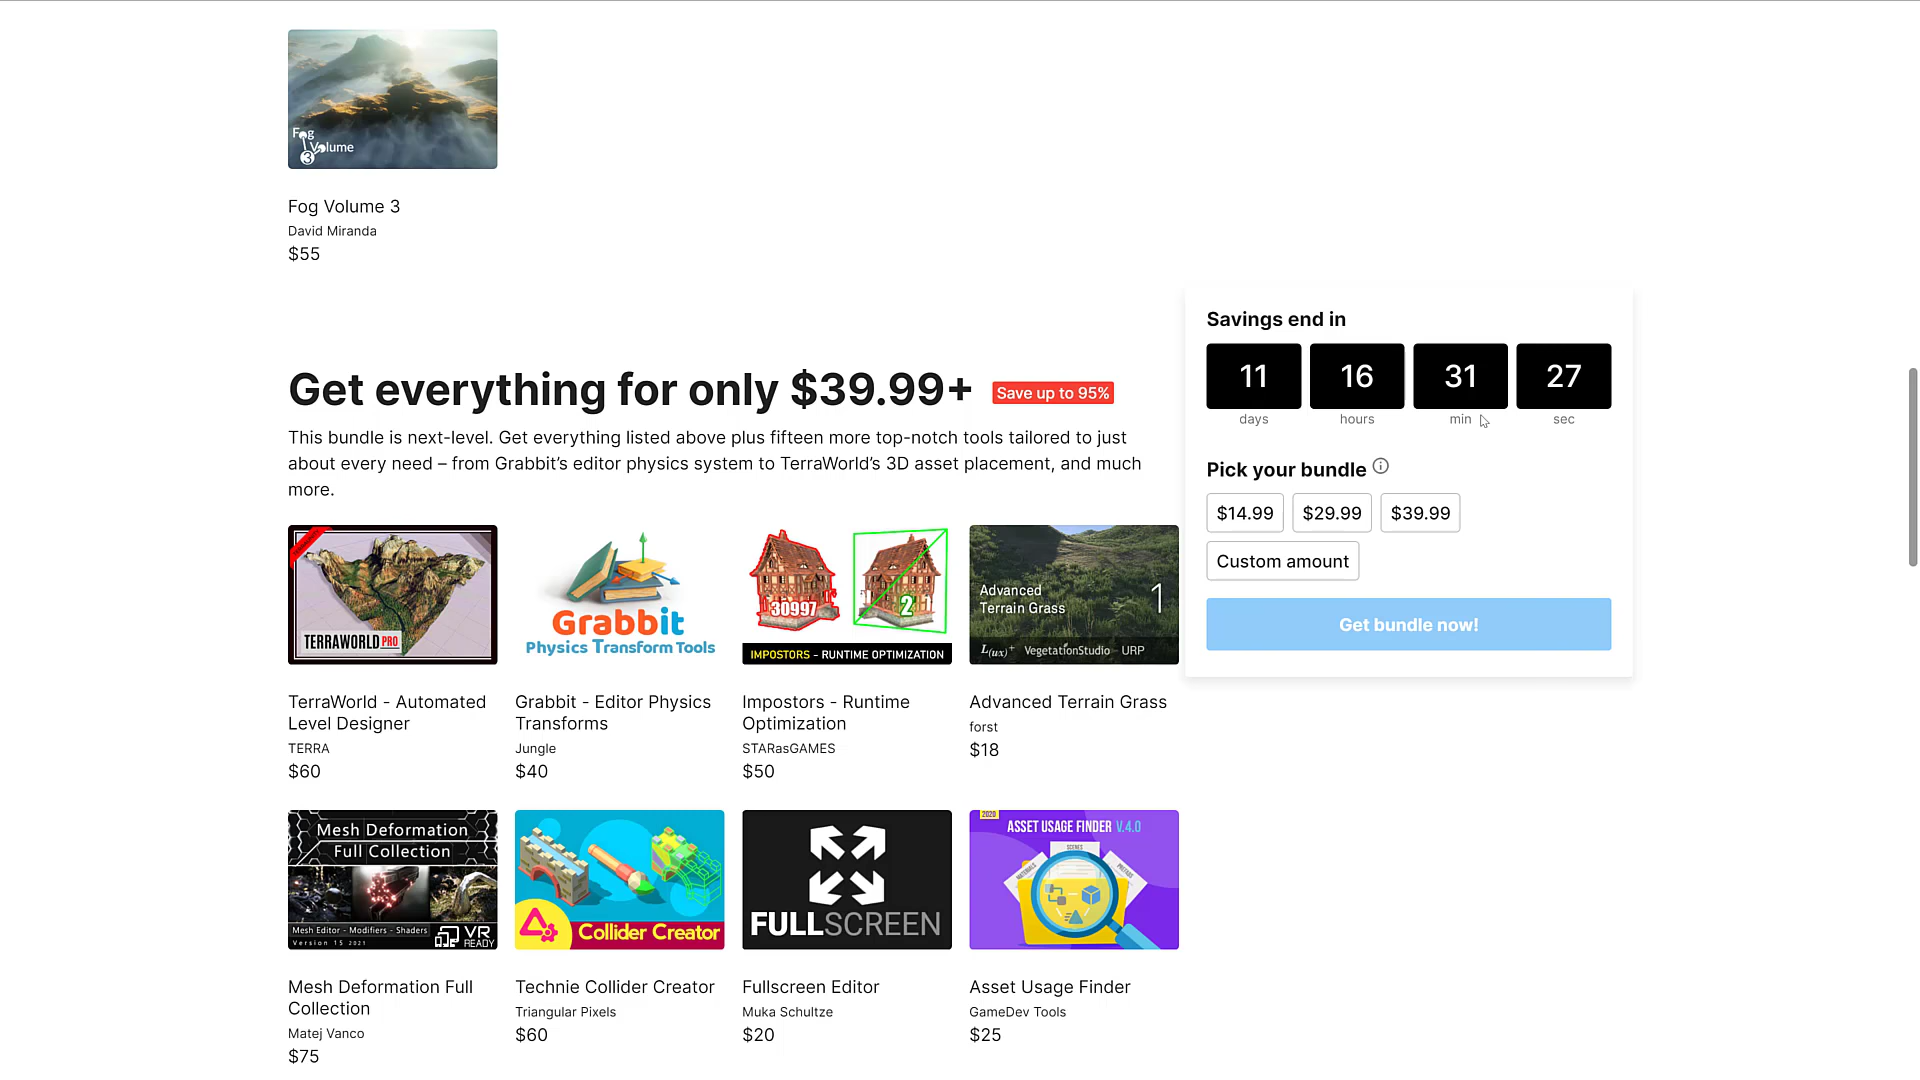 Fog
Volume
3
Fog Volume 3
David Miranda
$55
Get everything for only $39.99+
Save up to 95%
This bundle is next-level. Get everything listed above plus fifteen more top-notch tools tailored to just
about every need – from Grabbit’s editor physics system to TerraWorld’s 3D asset placement, and much
more.
Savings end in
11 16 31 27
days hours min sec
Pick your bundle
$14.99 $29.99 $39.99
Custom amount
Get bundle now!
TERRAWORLD PRO
TerraWorld - Automated
Level Designer
TERRA
$60
Grabbit
Physics Transform Tools
Grabbit - Editor Physics
Transforms
Jungle
$40
30997
2
IMPOSTORS - RUNTIME OPTIMIZATION
Impostors - Runtime
Optimization
STARasGAMES
$50
Advanced
Terrain Grass
1
L(ux)+ VegetationStudio URP
Advanced Terrain Grass
forst
$18
Mesh Deformation
Full Collection
Mesh Editor - Modifiers - Shaders
Version 15 2021
VR
READY
Mesh Deformation Full
Collection
Matej Vanco
$75
Collider Creator
Technie Collider Creator
Triangular Pixels
$60
FULLSCREEN
Fullscreen Editor
Muka Schultze
$20
2020
ASSET USAGE FINDER V.4.0
SCENES
Asset Usage Finder
GameDev Tools
$25